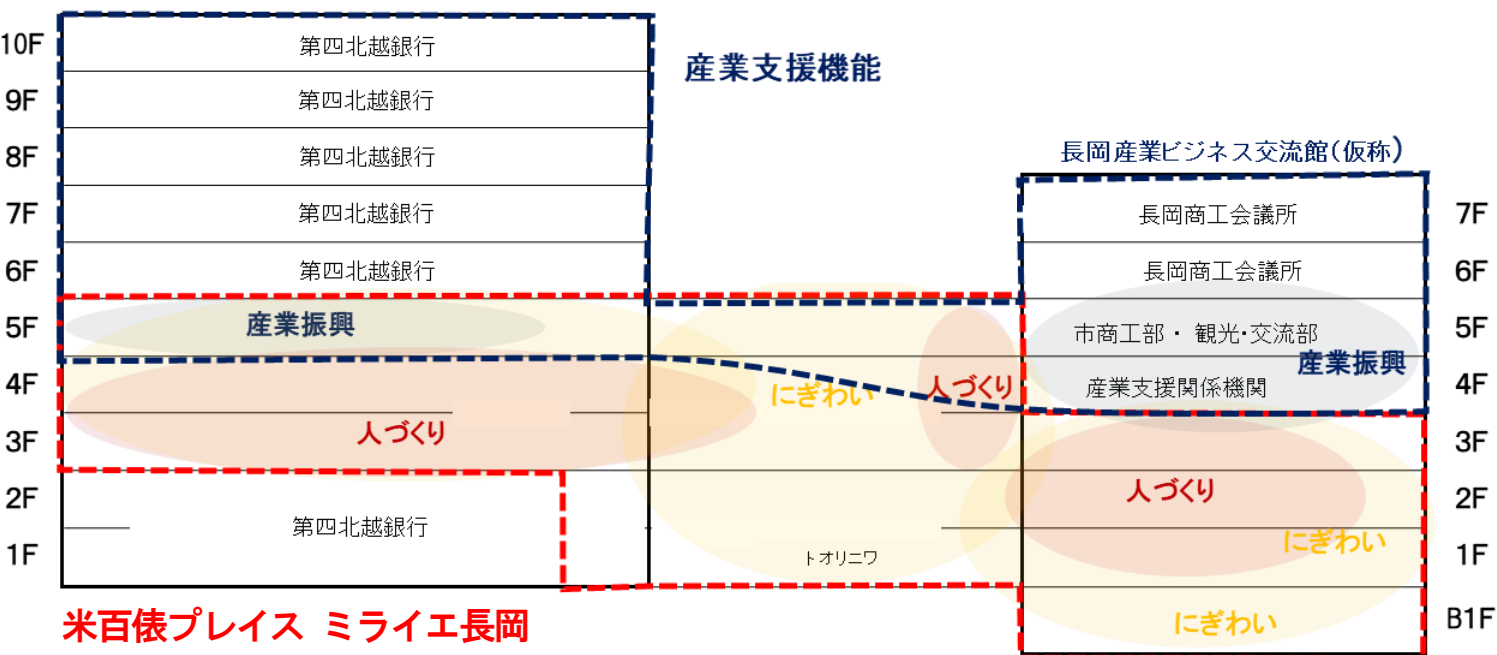 10F
第四北越銀行
産業支援機能
9F
第四北越銀行
8F
第四北越銀行
長岡産業ビジネス交流館(仮称)
7F
第四北越銀行
長岡商工会議所
7F
6F
第四北越銀行
長岡商工会議所
6F
5F
産業振興
市商工部・ 観光・交流部
5F
産業振興
4F
にぎわい
人づくり
産業支援関係機関
4F
3F
人づくり
3F
2F
人づくり
2F
第四北越銀行
にぎわい
1F
トオリニワ
1F
米百俵プレイス ミライエ長岡
にぎわい
B1F